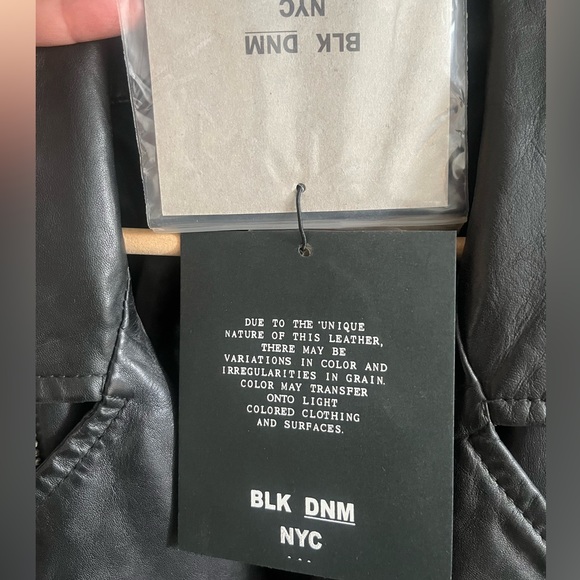 NYC
BLK DNM
DUE TO THE 'UNIQUE
NATURE OF THIS LEATHER,
THERE MAY BE
VARIATIONS IN COLOR AND
IRREGULARITIES IN GRAIN.
COLOR MAY TRANSFER
ONTO LIGHT
COLORED CLOTHING
AND SURFACES.
BLK DNM
NYC
...